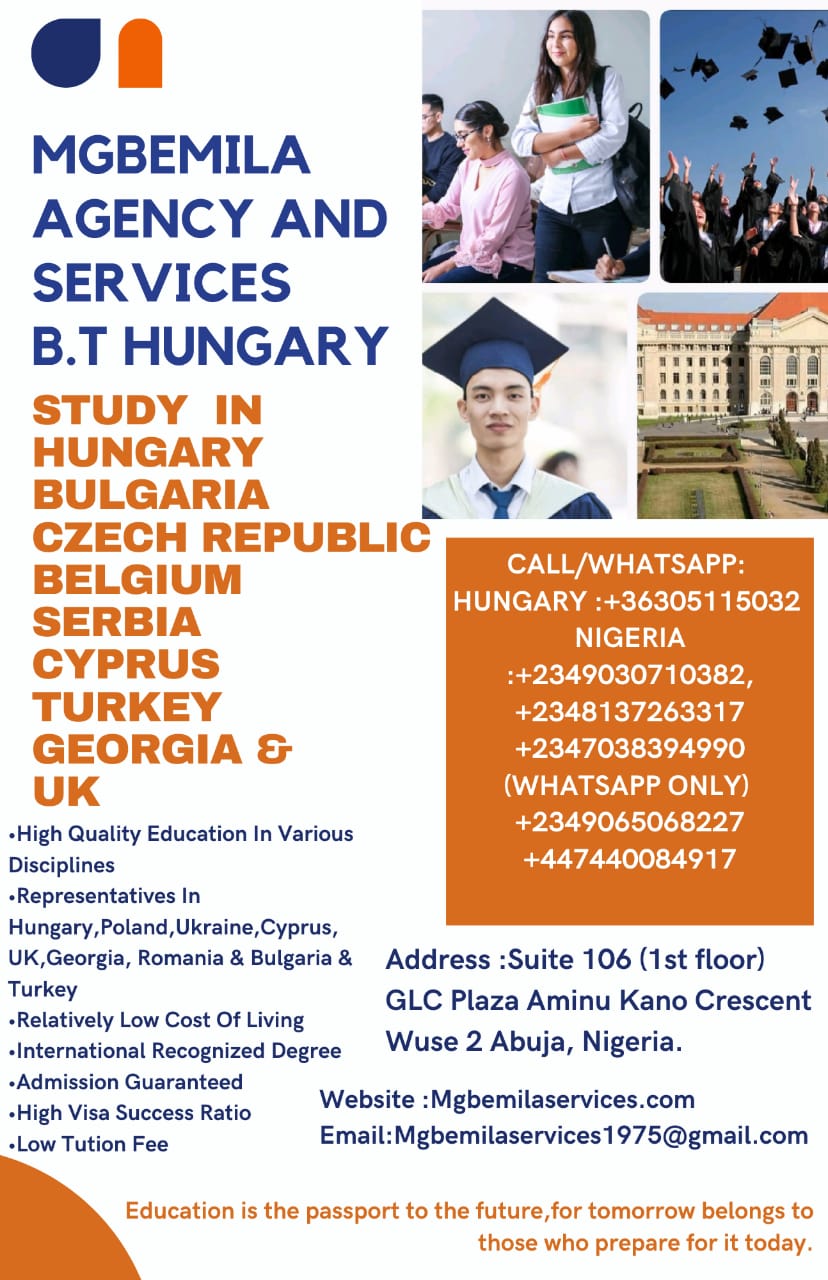 MGBEMILA
AGENCY AND
SERVICES
B.T HUNGARY
STUDY IN
HUNGARY
BULGARIA
CZECH REPUBLIC
BELGIUM
SERBIA
CYPRUS
TURKEY
GEORGIA &
UK
•High Quality Education In Various
Disciplines
•Representatives In
Hungary,Poland,Ukraine,Cyprus,
UK,Georgia, Romania & Bulgaria &
Turkey
•Relatively Low Cost Of Living
•International Recognized Degree
•Admission Guaranteed
•High Visa Success Ratio
•Low Tution Fee
CALL/WHATSAPP:
HUNGARY :+36305115032
NIGERIA
:+2349030710382,
+2348137263317
+2347038394990
(WHATSAPP ONLY)
+2349065068227
+447440084917
Address :Suite 106 (1st floor)
GLC Plaza Aminu Kano Crescent
Wuse 2 Abuja, Nigeria.
Website :Mgbemilaservices.com
Email:Mgbemilaservices1975@gmail.com
Education is the passport to the future,for tomorrow belongs to
those who prepare for it today.